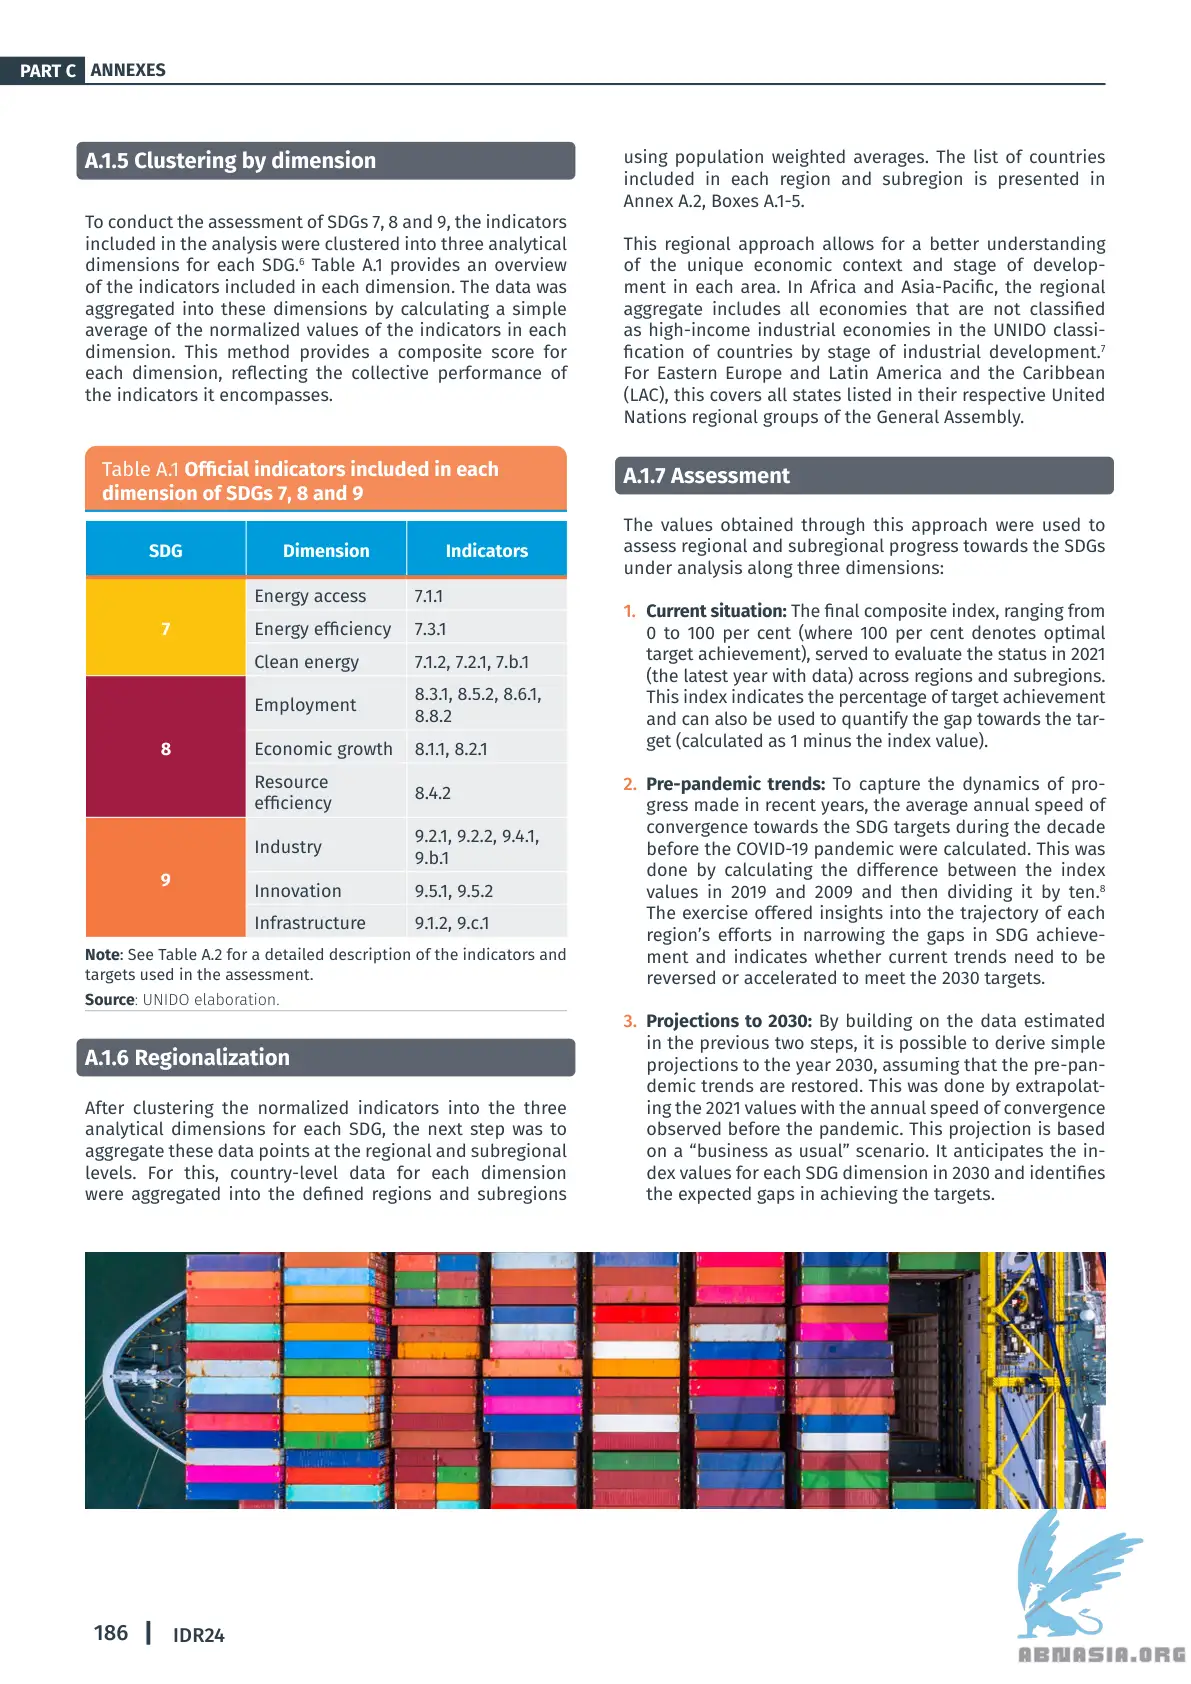 PART C ANNEXES
A.1.5 Clustering by dimension
To conduct the assessment of SDGs 7, 8 and 9, the indicators
included in the analysis were clustered into three analytical
dimensions for each SDG.⁶ Table A.1 provides an overview
of the indicators included in each dimension. The data was
aggregated into these dimensions by calculating a simple
average of the normalized values of the indicators in each
dimension. This method provides a composite score for
each dimension, reflecting the collective performance of
the indicators it encompasses.
Table A.1 Official indicators included in each
dimension of SDGs 7, 8 and 9
SDG Dimension Indicators
7
Energy access 7.1.1
Energy efficiency 7.3.1
Clean energy 7.1.2, 7.2.1, 7.b.1
8
Employment 8.3.1, 8.5.2, 8.6.1,
8.8.2
Economic growth 8.1.1, 8.2.1
Resource
efficiency 8.4.2
9
Industry 9.2.1, 9.2.2, 9.4.1,
9.b.1
Innovation 9.5.1, 9.5.2
Infrastructure 9.1.2, 9.c.1
Note: See Table A.2 for a detailed description of the indicators and
targets used in the assessment.
Source: UNIDO elaboration.
A.1.6 Regionalization
After clustering the normalized indicators into the three
analytical dimensions for each SDG, the next step was to
aggregate these data points at the regional and subregional
levels. For this, country-level data for each dimension
were aggregated into the defined regions and subregions
using population weighted averages. The list of countries
included in each region and subregion is presented in
Annex A.2, Boxes A.1-5.
This regional approach allows for a better understanding
of the unique economic context and stage of develop-
ment in each area. In Africa and Asia-Pacific, the regional
aggregate includes all economies that are not classified
as high-income industrial economies in the UNIDO classi-
fication of countries by stage of industrial development.⁷
For Eastern Europe and Latin America and the Caribbean
(LAC), this covers all states listed in their respective United
Nations regional groups of the General Assembly.
A.1.7 Assessment
The values obtained through this approach were used to
assess regional and subregional progress towards the SDGs
under analysis along three dimensions:
1. Current situation: The final composite index, ranging from
0 to 100 per cent (where 100 per cent denotes optimal
target achievement), served to evaluate the status in 2021
(the latest year with data) across regions and subregions.
This index indicates the percentage of target achievement
and can also be used to quantify the gap towards the tar-
get (calculated as 1 minus the index value).
2. Pre-pandemic trends: To capture the dynamics of pro-
gress made in recent years, the average annual speed of
convergence towards the SDG targets during the decade
before the COVID-19 pandemic were calculated. This was
done by calculating the difference between the index
values in 2019 and 2009 and then dividing it by ten.⁸
The exercise offered insights into the trajectory of each
region’s efforts in narrowing the gaps in SDG achieve-
ment and indicates whether current trends need to be
reversed or accelerated to meet the 2030 targets.
3. Projections to 2030: By building on the data estimated
in the previous two steps, it is possible to derive simple
projections to the year 2030, assuming that the pre-pan-
demic trends are restored. This was done by extrapolat-
ing the 2021 values with the annual speed of convergence
observed before the pandemic. This projection is based
on a “business as usual” scenario. It anticipates the in-
dex values for each SDG dimension in 2030 and identifies
the expected gaps in achieving the targets.
186 | IDR24
ABNASIA.ORG